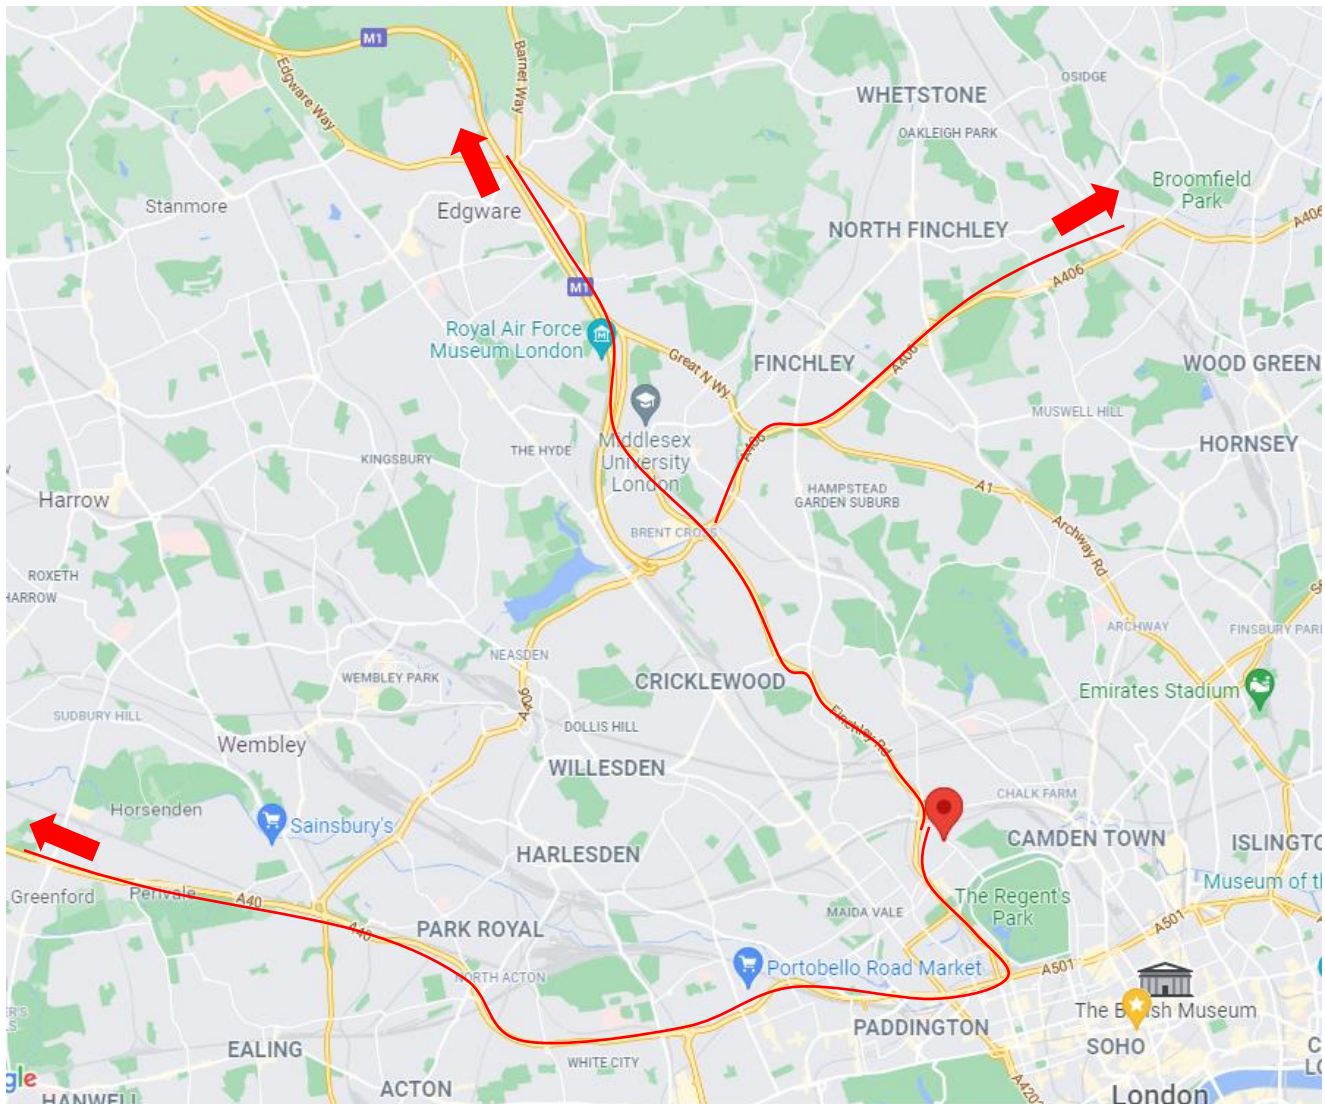 M1
Barnet Way
Edgware Way
WHETSTONE
OSIDGE
OAKLEIGH PARK
Stanmore
Edgware
Broomfield
Park
NORTH FINCHLEY
A406
A406
M1
Royal Air Force
Museum London
Great N Wy.
FINCHLEY
A406
WOOD GREEN
MUSWELL HILL
Middlesex
University
London
THE HYDE
KINGSBURY
A406
HORNSEY
Harrow
HAMPSTEAD
GARDEN SUBURB
A1
BRENT CROSS
Archway Rd
ROXETH
HARROW
ARCHWAY
FINSBURY PARK
NEASDEN
WEMBLEY PARK
CRICKLEWOOD
Emirates Stadium
A406
SUDBURY HILL
DOLLIS HILL
Finchley Rd
Wembley
WILLESDEN
CHALK FARM
Horsenden
Sainsbury's
CAMDEN TOWN
ISLINGTO
HARLESDEN
Museum of th
Greenford
Perivale
A40
The Regent's
Park
MAIDA VALE
A40
PARK ROYAL
A501
NORTH ACTON
Portobello Road Market
A501
The British Museum
PADDINGTON
EALING
WHITE CITY
SOHO
gle
ACTON
HANWELL
London